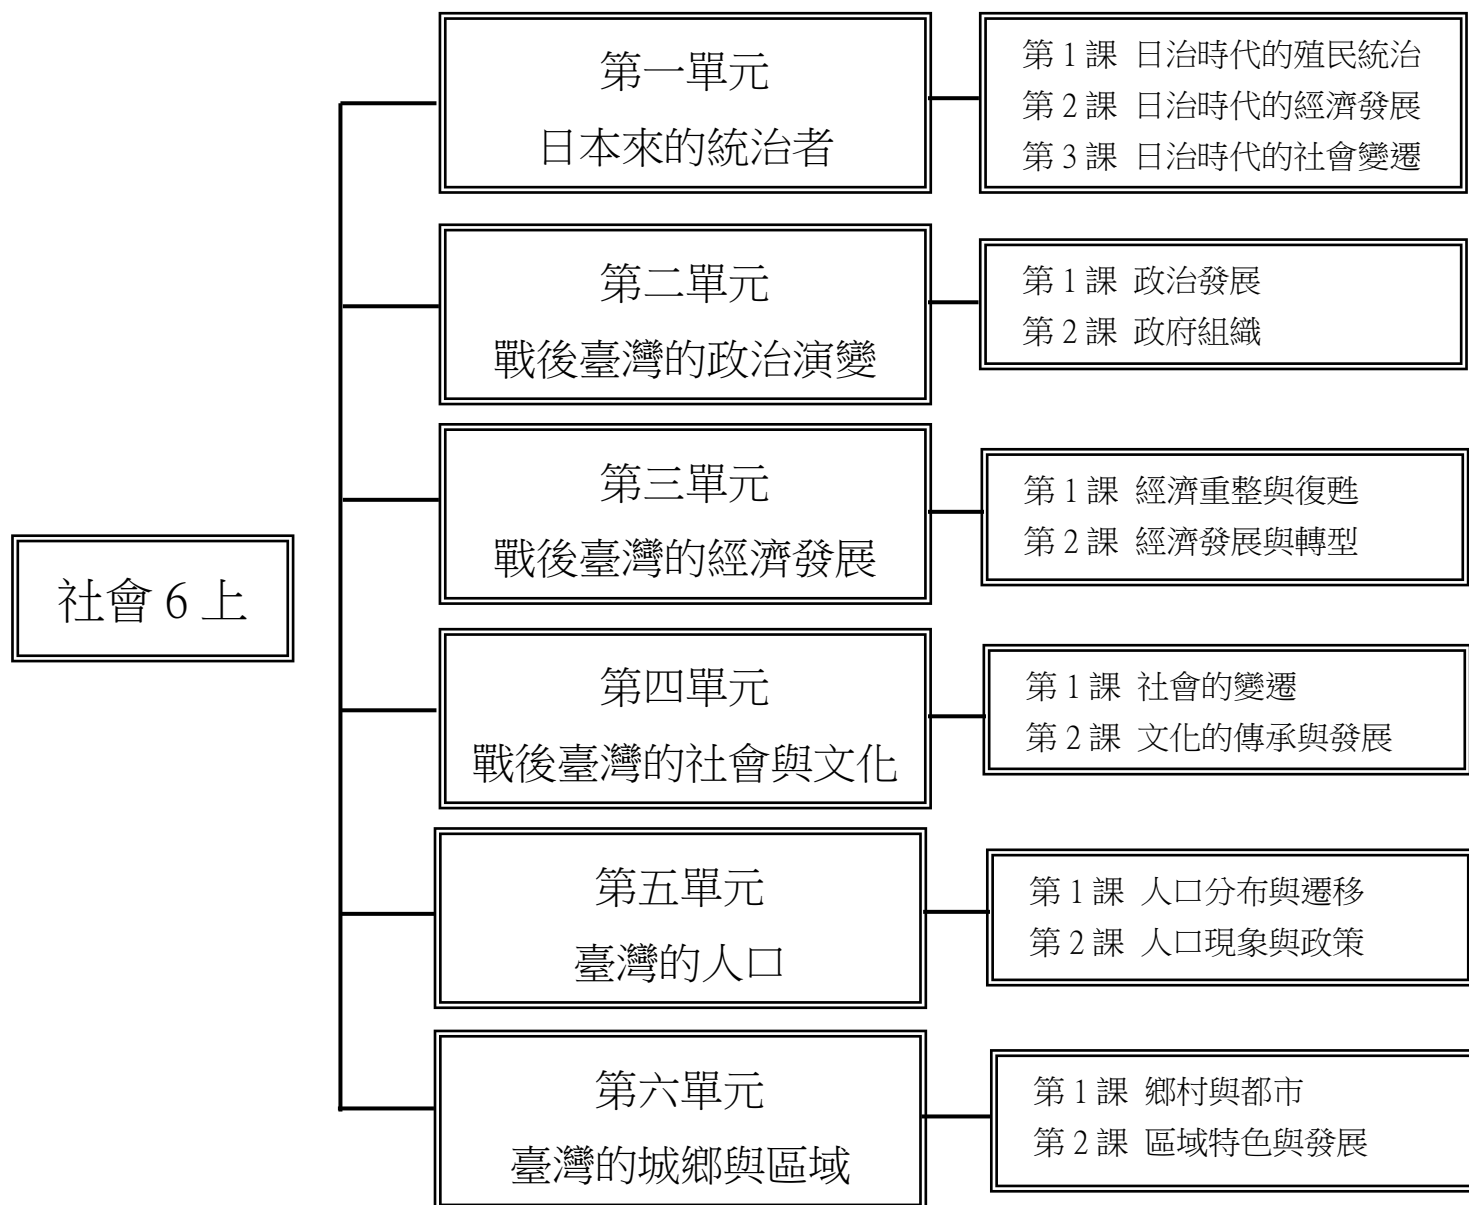 社會 6 上
第一單元
日本來的統治者
第 1 課 日治時代的殖民統治
第 2 課 日治時代的經濟發展
第 3 課 日治時代的社會變遷
第二單元
戰後臺灣的政治演變
第 1 課 政治發展
第 2 課 政府組織
第三單元
戰後臺灣的經濟發展
第 1 課 經濟重整與復甦
第 2 課 經濟發展與轉型
第四單元
戰後臺灣的社會與文化
第 1 課 社會的變遷
第 2 課 文化的傳承與發展
第五單元
臺灣的人口
第 1 課 人口分布與遷移
第 2 課 人口現象與政策
第六單元
臺灣的城鄉與區域
第 1 課 鄉村與都市
第 2 課 區域特色與發展